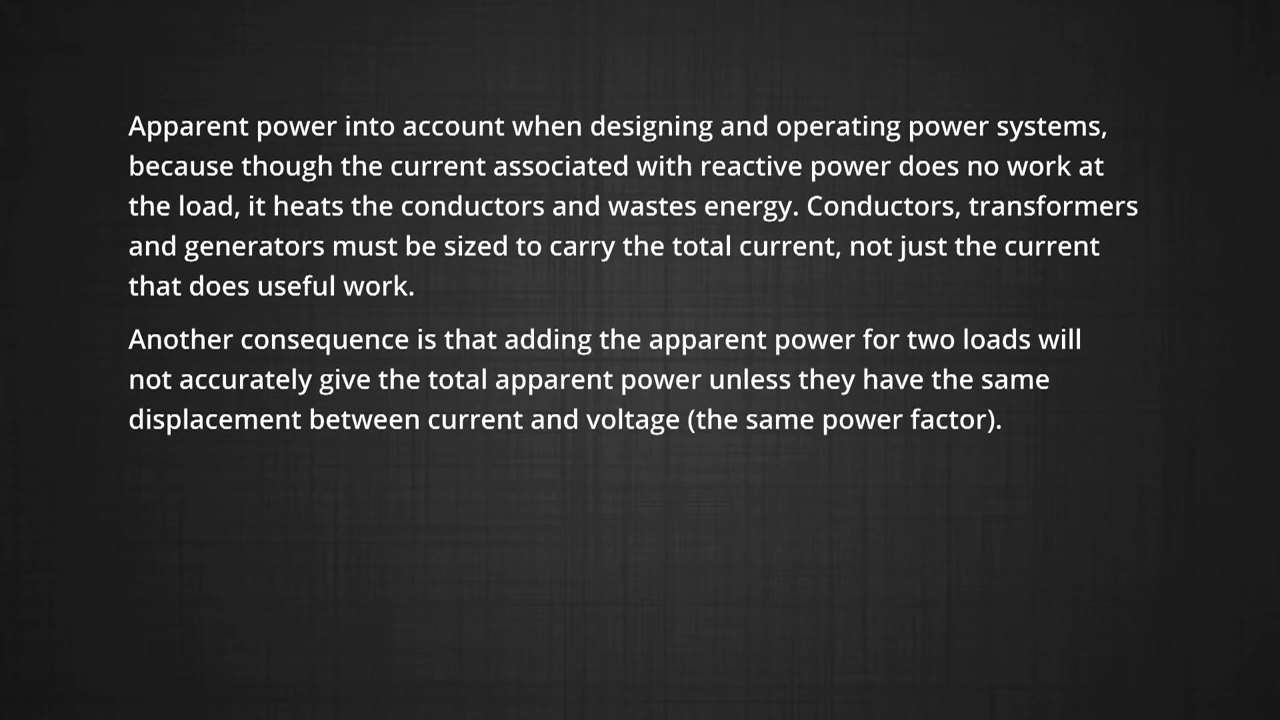 Apparent power into account when designing and operating power systems,
because though the current associated with reactive power does no work at
the load, it heats the conductors and wastes energy. Conductors, transformers
and generators must be sized to carry the total current, not just the current
that does useful work.
Another consequence is that adding the apparent power for two loads will
not accurately give the total apparent power unless they have the same
displacement between current and voltage (the same power factor).